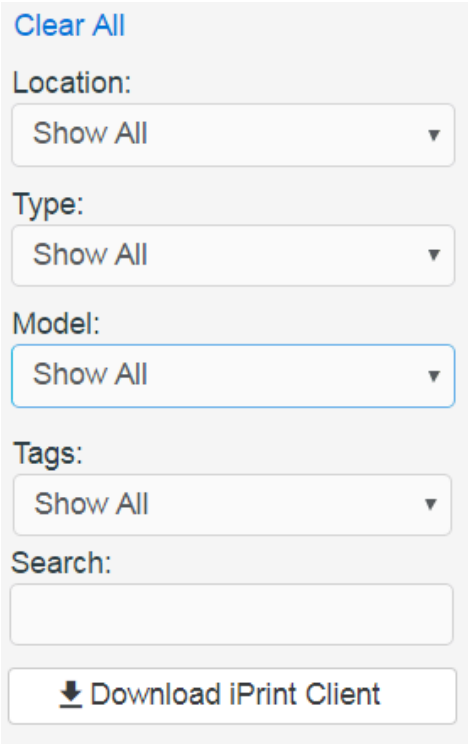 Clear All
Location:
Show All
Type:
Show All
Model:
Show All
Tags:
Show All
Search:
Download iPrint Client